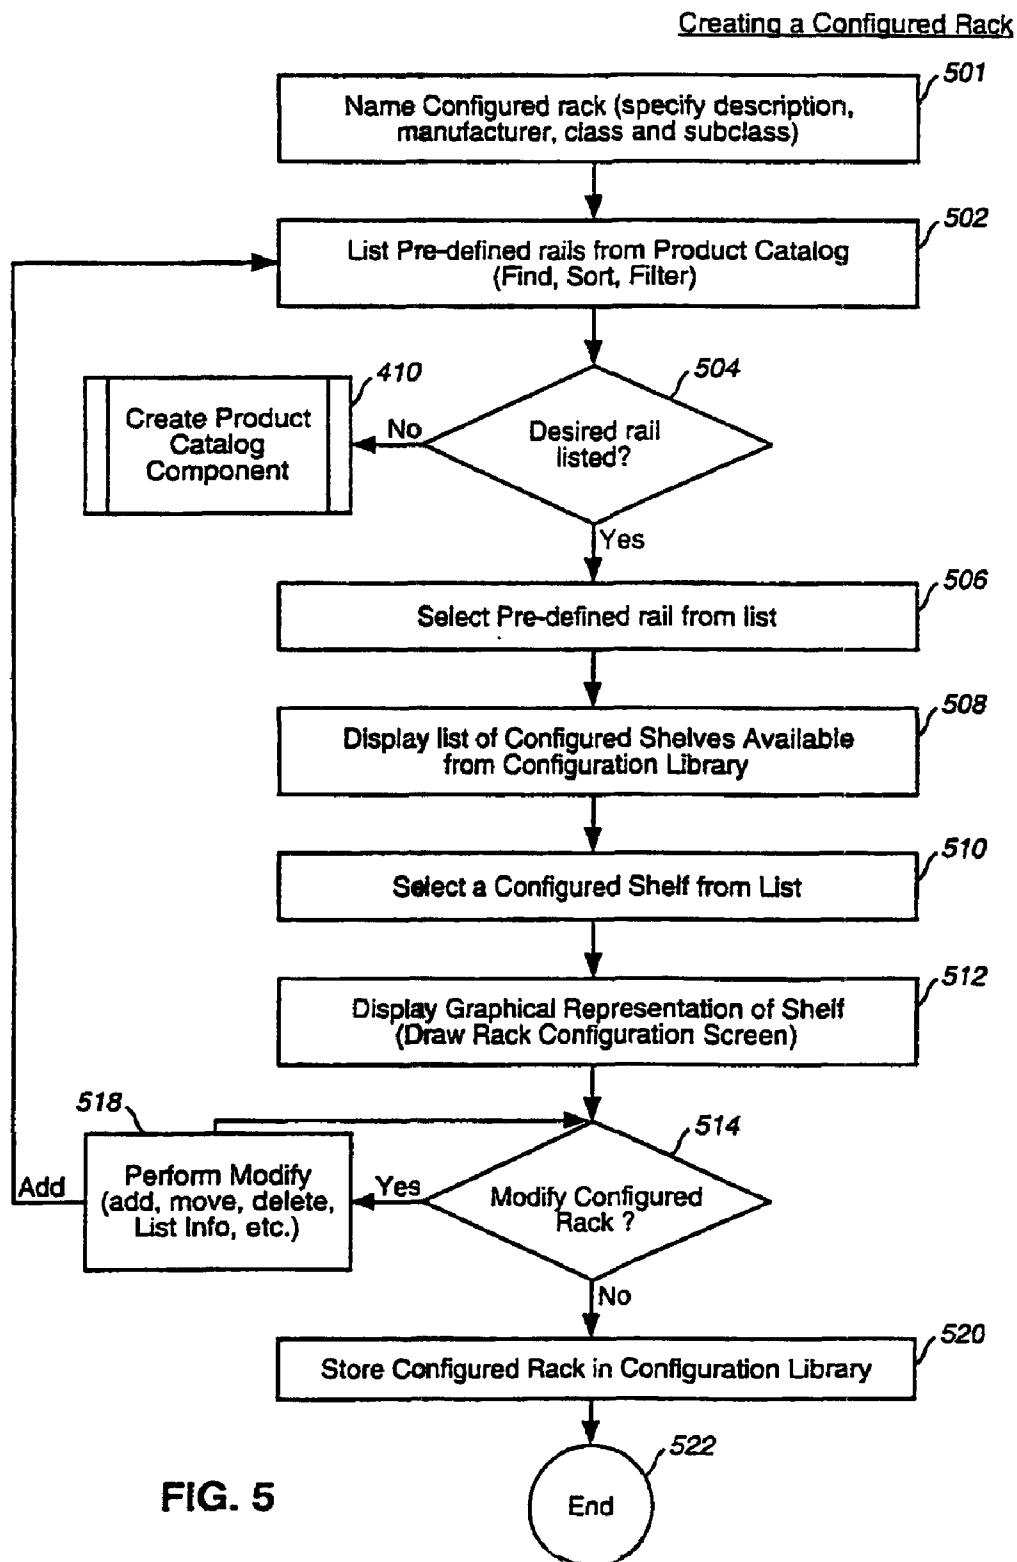 Creating a Configured Rack
501
Name Configured rack (specify description,
manufacturer, class and subclass)
502
List Pre-defined rails from Product Catalog
(Find, Sort, Filter)
504
410
Create Product
Catalog
Component
No
Desired rail
listed?
Yes
506
Select Pre-defined rail from list
508
Display list of Configured Shelves Available
from Configuration Library
510
Select a Configured Shelf from List
512
Display Graphical Representation of Shelf
(Draw Rack Configuration Screen)
518
514
Add
Perform Modify
(add, move, delete,
List Info, etc.)
Yes
Modify Configured
Rack ?
No
520
Store Configured Rack in Configuration Library
522
End
FIG. 5